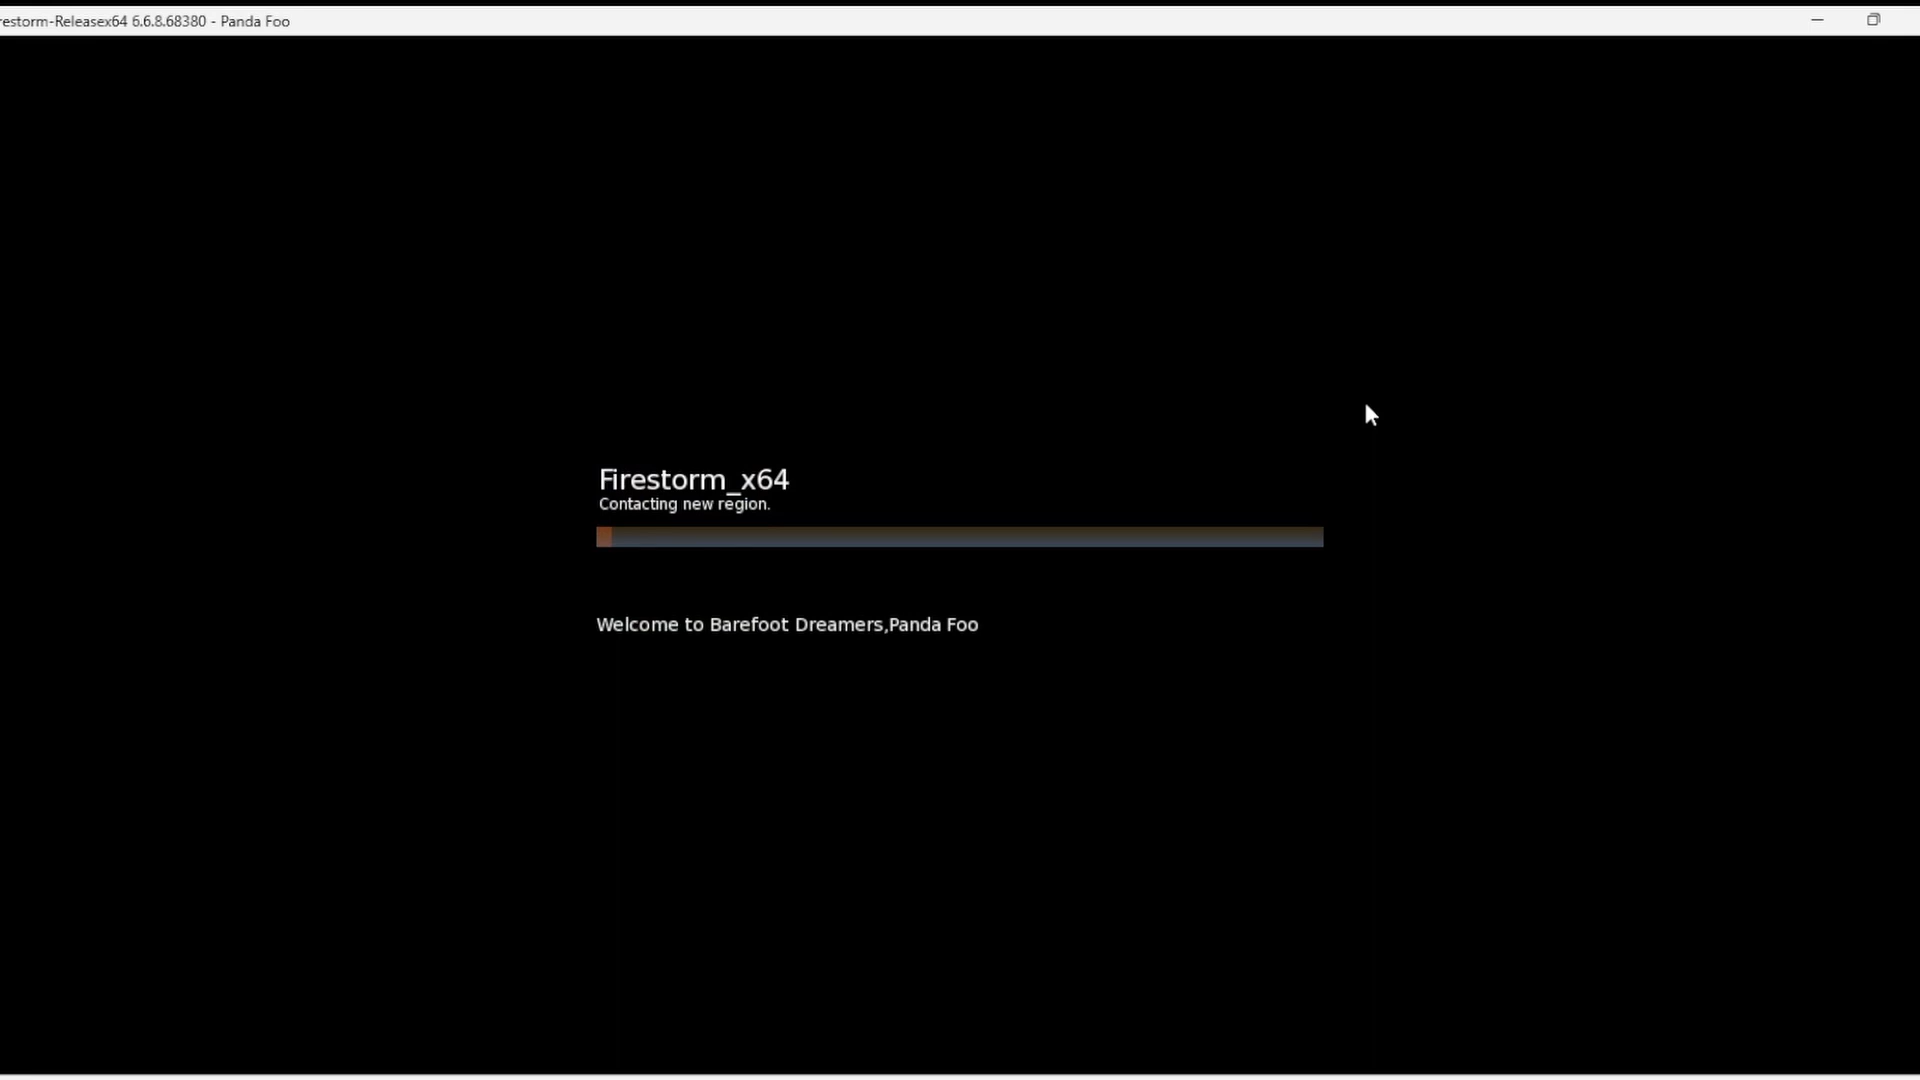 restorm-Releasex64 6.6.8.68380 - Panda Foo
Firestorm_x64
Contacting new region.
Welcome to Barefoot Dreamers,Panda Foo